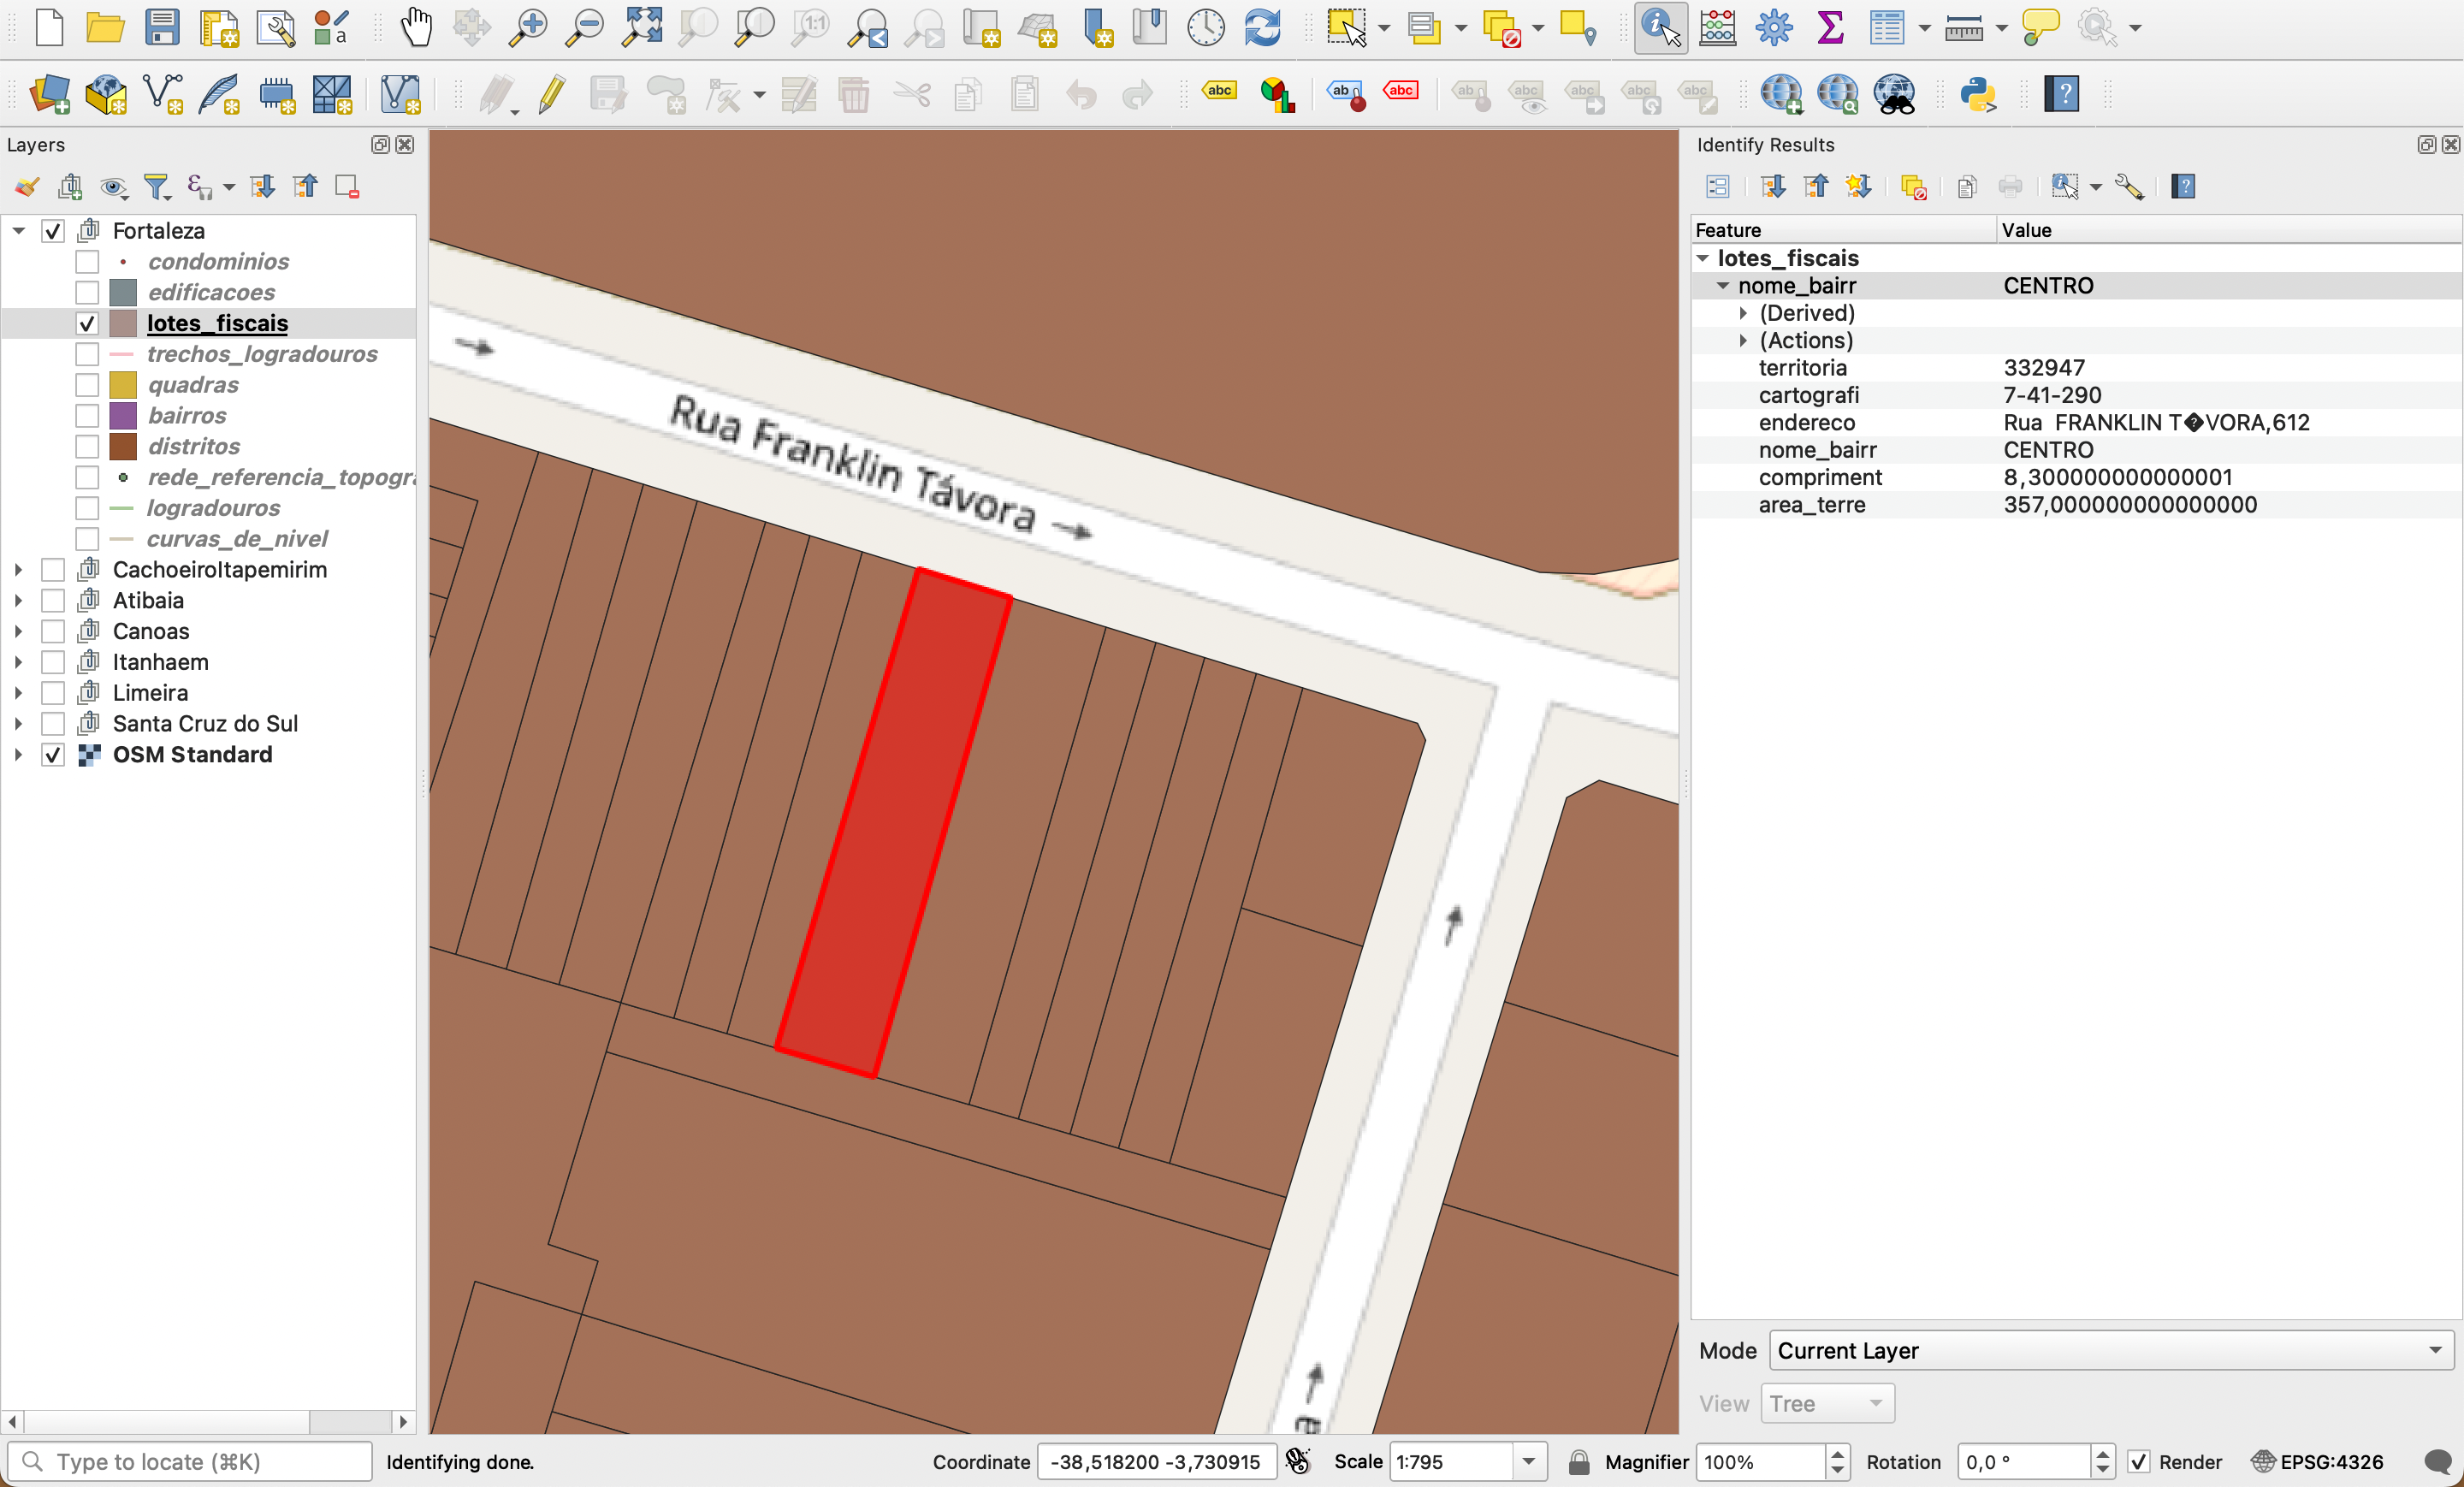 Layers
Fortaleza
condominios
edificacoes
lotes_fiscais
trechos_logradouros
quadras
bairros
distritos
rede_referencia_topogr
logradouros
curvas_de_nivel
CachoeiroItapemirim
Atibaia
Canoas
Itanhaem
Limeira
Santa Cruz do Sul
OSM Standard
Rua Franklin Távora
Identify Results
Feature Value
lotes_fiscais
nome_bairr CENTRO
(Derived)
(Actions)
territoria 332947
cartografi 7-41-290
endereco Rua  FRANKLIN T�VORA,612
nome_bairr CENTRO
compriment 8,300000000000001
area_terre 357,000000000000000
Mode Current Layer
View Tree
Type to locate (⌘K) Identifying done. Coordinate -38,518200 -3,730915 Scale 1:795 Magnifier 100% Rotation 0,0 ° Render EPSG:4326